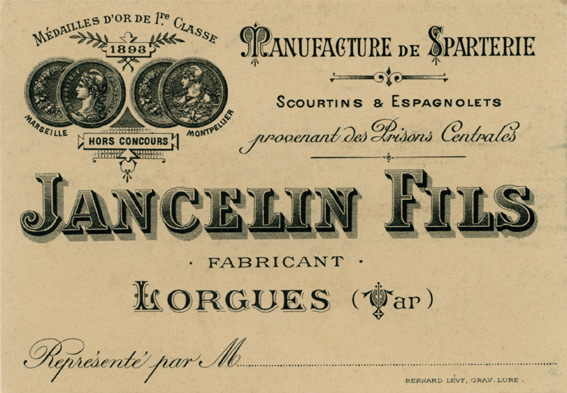 MÉDAILLES D'OR DE 1re CLASSE
1898
MARSEILLE
MONTPELLIER
HORS CONCOURS
MANUFACTURE DE SPARTERIE
SCOURTINS & ESPAGNOLETS
provenant des Prisons Centrales
JANCELIN FILS
· FABRICANT ·
LORGUES (Var)
Représenté par M
BERNARD LÉVY, GRAV. LURE.